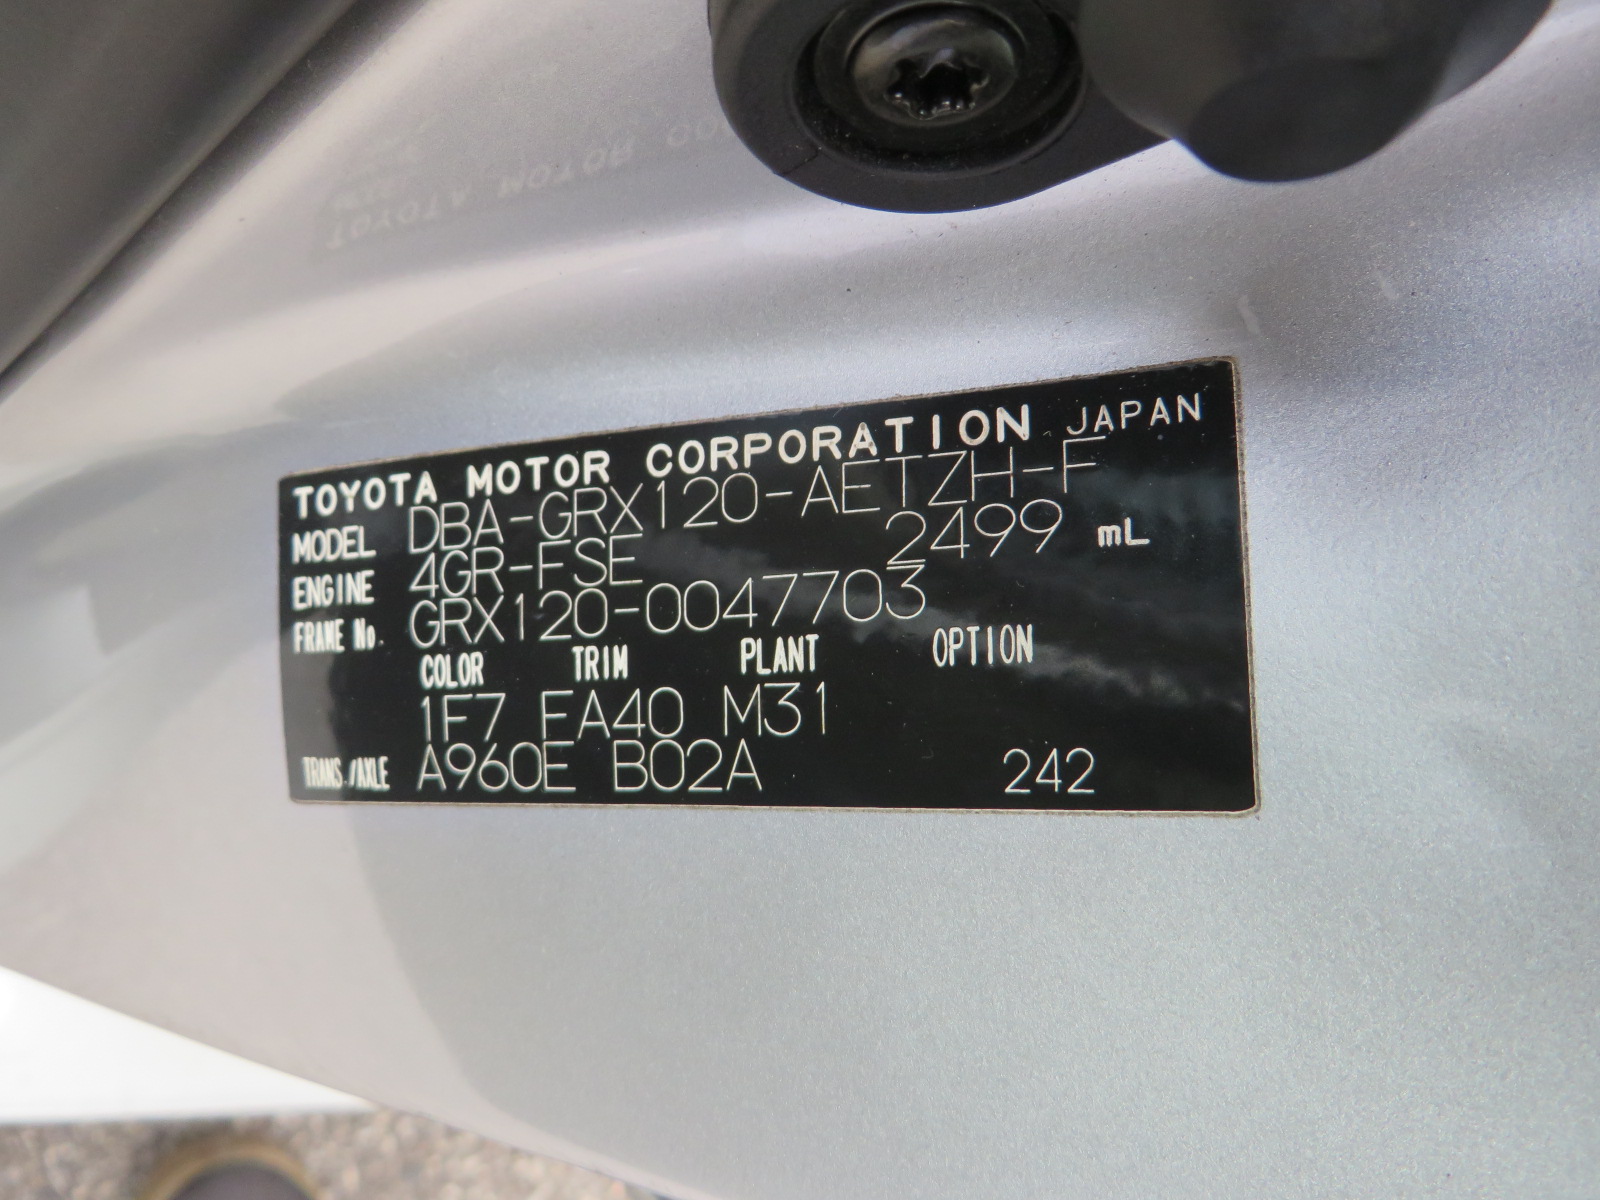 TOYOTA MOTOR CORPORATION JAPAN
MODEL DBA-GRX120-AETZH-F
ENGINE 4GR-FSE 2499 mL
FRAME No. GRX120-0047703
COLOR TRIM PLANT OPTION
1F7 FA40 M31
TRANS./AXLE A960E B02A 242